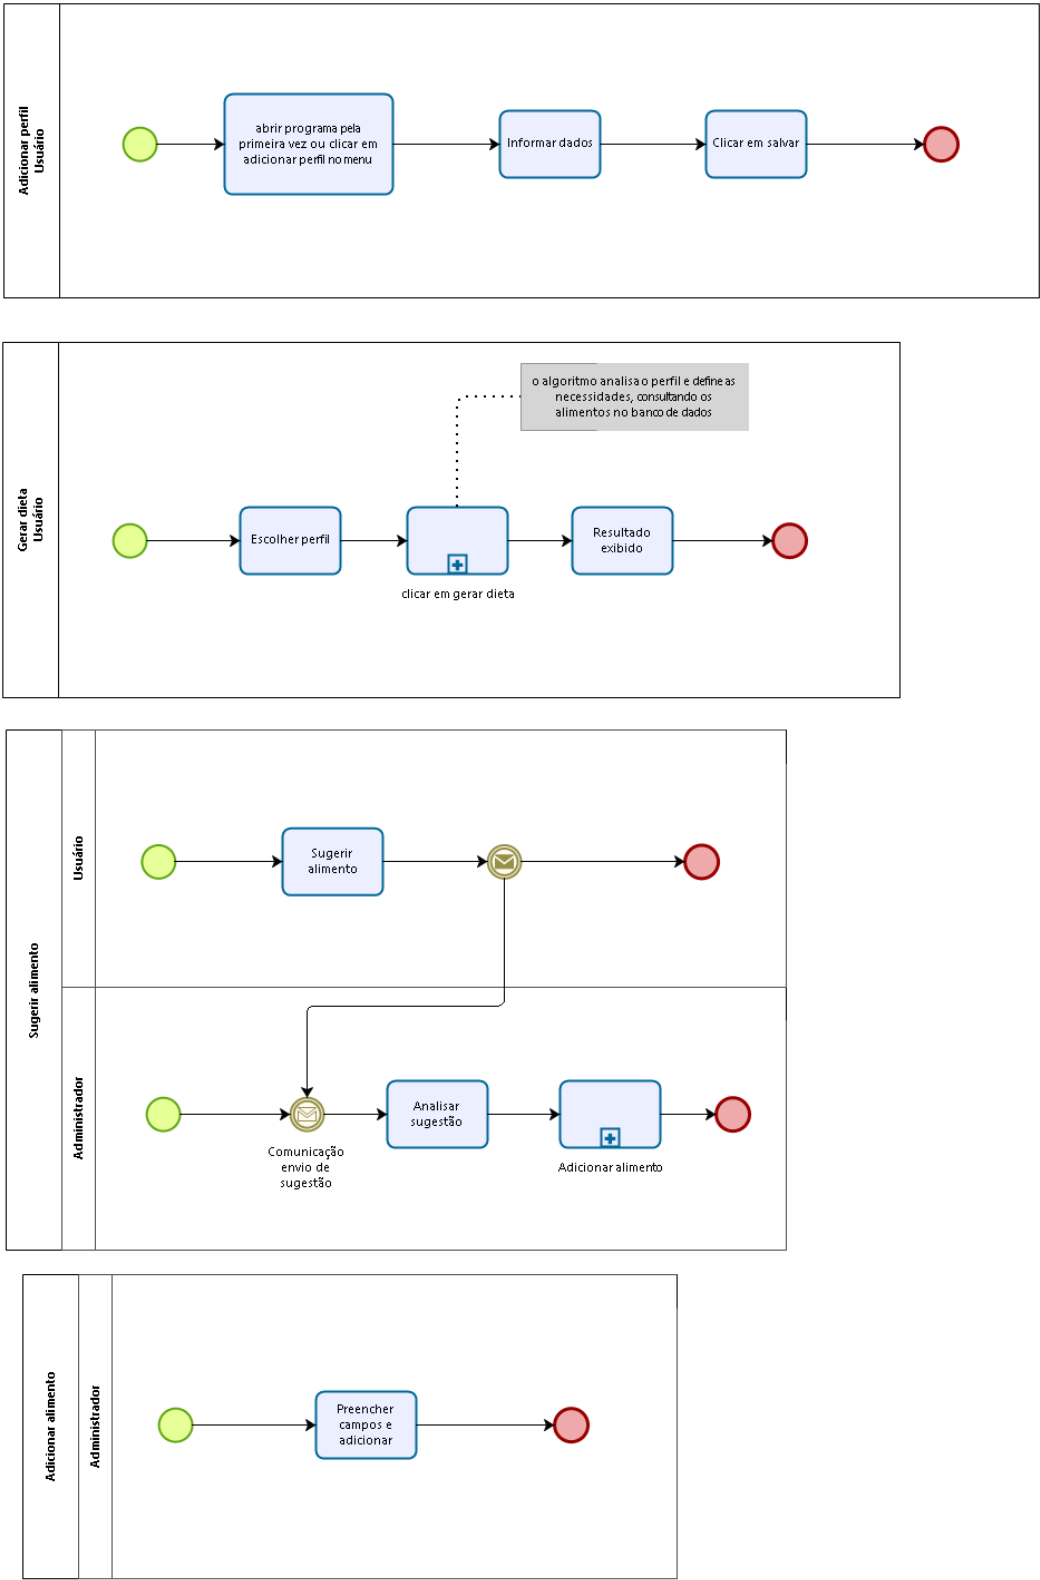 Adicionar perfil
Usuário
abrir programa pela
primeira vez ou clicar em
adicionar perfil no menu
Informar dados
Clicar em salvar
Gerar dieta
Usuário
o algoritmo analisa o perfil e define as
necessidades, consultando os
alimentos no banco de dados
Escolher perfil
clicar em gerar dieta
Resultado
exibido
Sugerir alimento
Usuário
Sugerir
alimento
Administrador
Comunicação
envio de
sugestão
Analisar
sugestão
Adicionar alimento
Adicionar alimento
Administrador
Preencher
campos e
adicionar